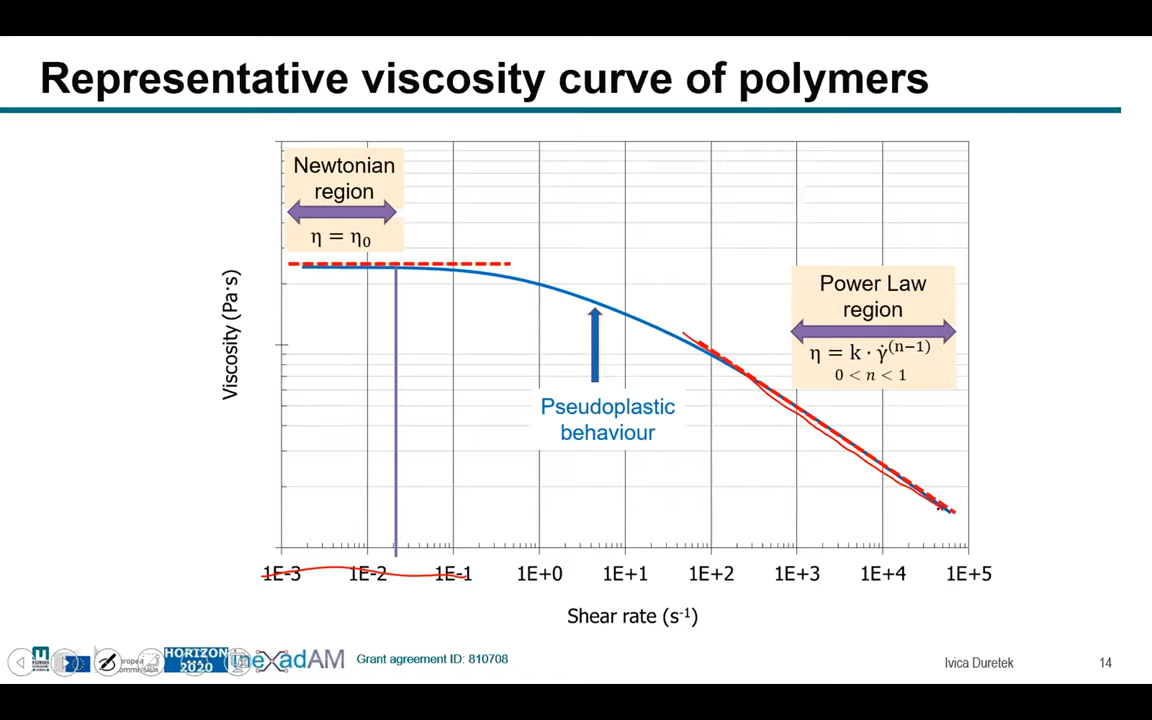 Representative viscosity curve of polymers
Newtonian
region
η = η₀
Power Law
region
η = k · γ̇⁽ⁿ⁻¹⁾
0 < n < 1
Pseudoplastic
behaviour
Viscosity (Pa·s)
1E-3 1E-2 1E-1 1E+0 1E+1 1E+2 1E+3 1E+4 1E+5
Shear rate (s⁻¹)
HORIZON
2020
exadAM
Grant agreement ID: 810708
Ivica Duretek
14